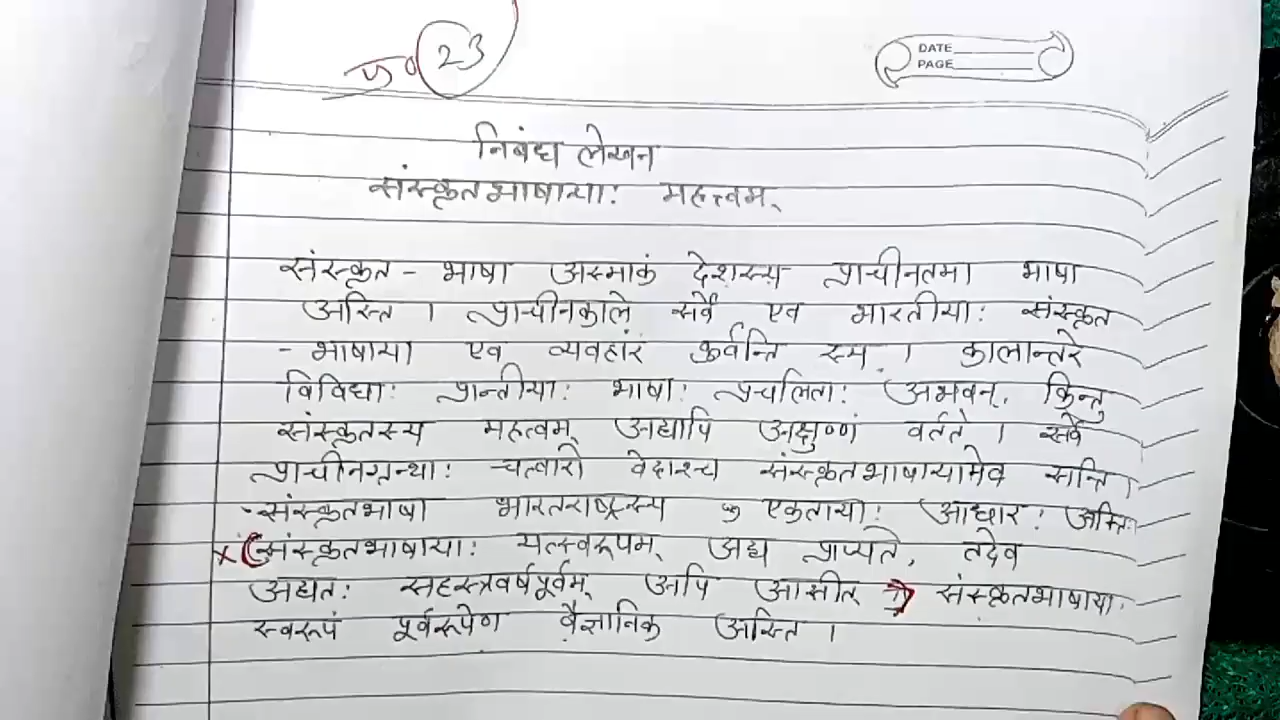 प्र० 23
DATE
PAGE
निबंध लेखन
संस्कृतभाषायाः महत्त्वम्
संस्कृत - भाषा अस्माकं देशस्य प्राचीनतमा भाषा
अस्ति । प्राचीनकाले सर्वे एव भारतीयाः संस्कृत
- भाषाया एव व्यवहारं कुर्वन्ति स्म । कालान्तरे
विविधाः प्रान्तीयाः भाषाः प्रचलिताः अभवन्, किन्तु
संस्कृतस्य महत्वम् अद्यापि अक्षुण्णं वर्तते । सर्वे
प्राचीनग्रन्थाः चत्वारो वेदाश्च संस्कृतभाषायामेव सन्ति ।
- संस्कृतभाषा भारतराष्ट्रस्य एकतायाः आधारः अस्ति
x ( संस्कृतभाषायाः यत्स्वरूपम् अद्य प्राप्यते, तदेव
अद्यतः सहस्त्रवर्षपूर्वम् अपि आसीत् । ) संस्कृतभाषायाः
स्वरूपं पूर्वरूपेण वैज्ञानिक अस्ति ।